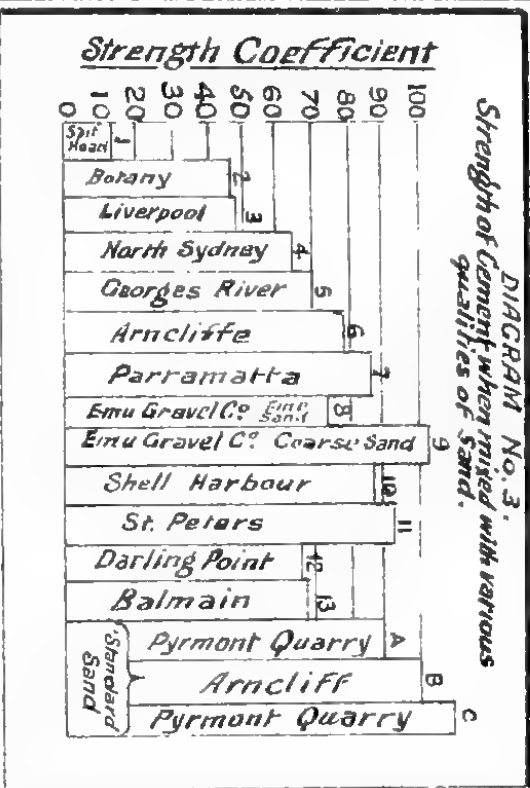 DIAGRAM No. 3.
Strength of Cement when mixed with various
qualities of Sand.
Strength Coefficient
0 10 20 30 40 50 60 70 80 90 100
Spit
Head 1
Botany 2
Liverpool 3
North Sydney 4
Georges River 5
Arncliffe 6
Parramatta 7
Emu Gravel Co. Fine
Sand 8
Emu Gravel Co. Coarse Sand 9
Shell Harbour 10
St. Peters 11
Darling Point 12
Balmain 13
Standard
Sand
Pyrmont Quarry A
Arncliff B
Pyrmont Quarry C